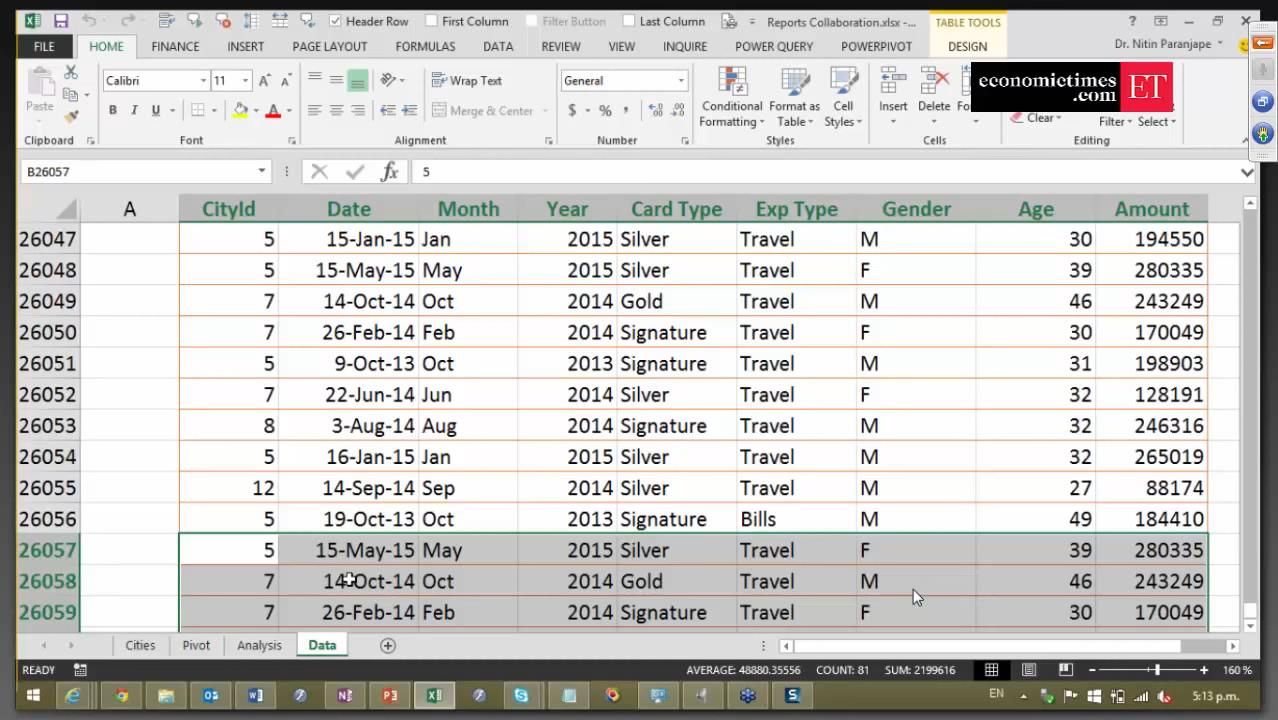 Header Row First Column Filter Button Last Column Reports Collaboration.xlsx -... TABLE TOOLS ?
FILE HOME FINANCE INSERT PAGE LAYOUT FORMULAS DATA REVIEW VIEW INQUIRE POWER QUERY POWERPIVOT DESIGN Dr. Nitin Paranjape
Calibri 11 Wrap Text General
economictimes
.com ET
Paste B I U A Merge & Center $ % Conditional Format as Cell Insert Delete
Formatting Table Styles Clear Filter Select
Clipboard Font Alignment Number Styles Cells Editing
B26057 fx 5
A CityId Date Month Year Card Type Exp Type Gender Age Amount
26047 5 15-Jan-15 Jan 2015 Silver Travel M 30 194550
26048 5 15-May-15 May 2015 Silver Travel F 39 280335
26049 7 14-Oct-14 Oct 2014 Gold Travel M 46 243249
26050 7 26-Feb-14 Feb 2014 Signature Travel F 30 170049
26051 5 9-Oct-13 Oct 2013 Signature Travel M 31 198903
26052 7 22-Jun-14 Jun 2014 Silver Travel F 32 128191
26053 8 3-Aug-14 Aug 2014 Signature Travel M 32 246316
26054 5 16-Jan-15 Jan 2015 Silver Travel M 32 265019
26055 12 14-Sep-14 Sep 2014 Silver Travel M 27 88174
26056 5 19-Oct-13 Oct 2013 Signature Bills M 49 184410
26057 5 15-May-15 May 2015 Silver Travel F 39 280335
26058 7 14-Oct-14 Oct 2014 Gold Travel M 46 243249
26059 7 26-Feb-14 Feb 2014 Signature Travel F 30 170049
Cities Pivot Analysis Data
READY AVERAGE: 48880.35556 COUNT: 81 SUM: 2199616 160 %
EN 5:13 p.m.